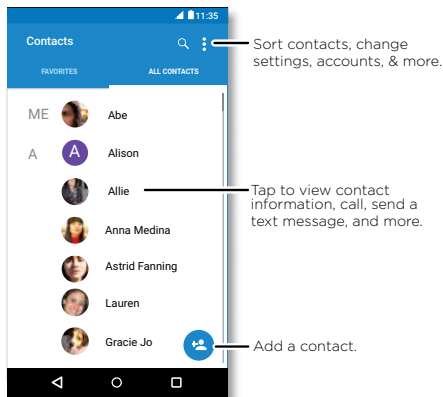 11:35
Contacts
FAVORITES
ALL CONTACTS
ME
Abe
A
A
Alison
Allie
Anna Medina
Astrid Fanning
Lauren
Gracie Jo
Sort contacts, change
settings, accounts, & more.
Tap to view contact
information, call, send a
text message, and more.
Add a contact.